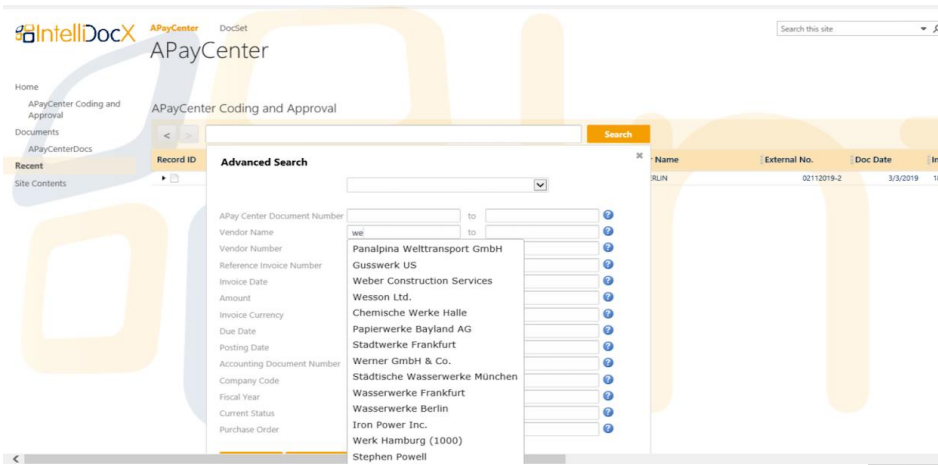 IntelliDocX
APayCenter DocSet
Search this site
APayCenter
Home
APayCenter Coding and
Approval
Documents
APayCenterDocs
Recent
Site Contents
APayCenter Coding and Approval
< > Search
Record ID Name External No. Doc Date
RLIN 02112019-2 3/3/2019
Advanced Search
APay Center Document Number to
Vendor Name we to
Vendor Number
Reference Invoice Number
Invoice Date
Amount
Invoice Currency
Due Date
Posting Date
Accounting Document Number
Company Code
Fiscal Year
Current Status
Purchase Order
Panalpina Welttransport GmbH
Gusswerk US
Weber Construction Services
Wesson Ltd.
Chemische Werke Halle
Papierwerke Bayland AG
Stadtwerke Frankfurt
Werner GmbH & Co.
Städtische Wasserwerke München
Wasserwerke Frankfurt
Wasserwerke Berlin
Iron Power Inc.
Werk Hamburg (1000)
Stephen Powell